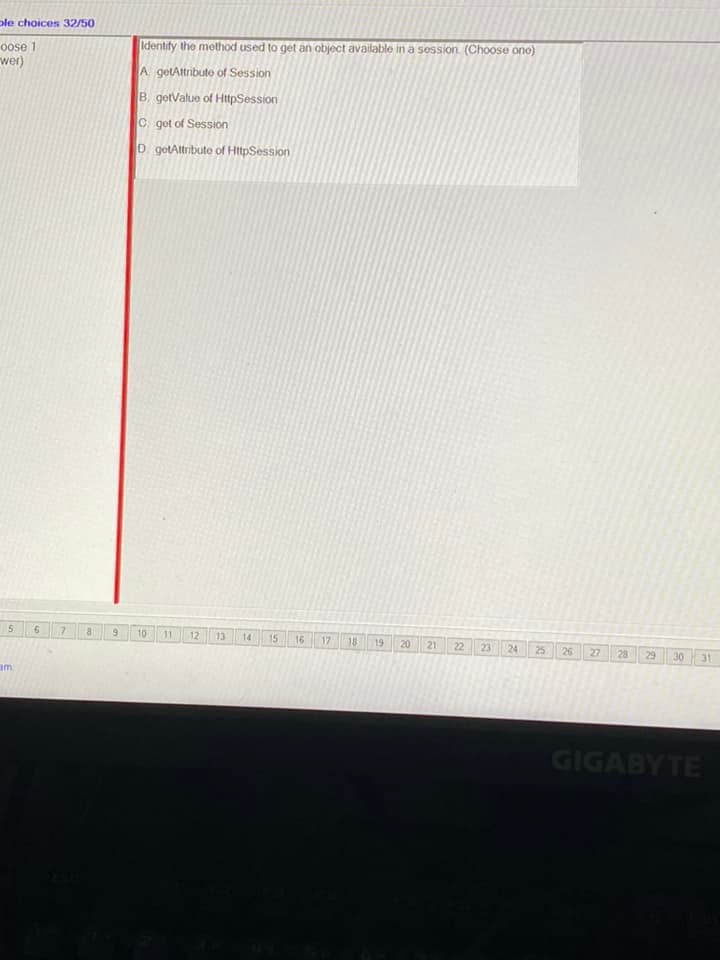 ple choices 32/50
oose 1
wer)
Identify the method used to get an object available in a session. (Choose one)
A. getAttribute of Session
B. getValue of HttpSession
C. get of Session
D. getAttribute of HttpSession
5 6 7 8 9 10 11 12 13 14 15 16 17 18 19 20 21 22 23 24 25 26 27 28 29 30 31
am
GIGABYTE